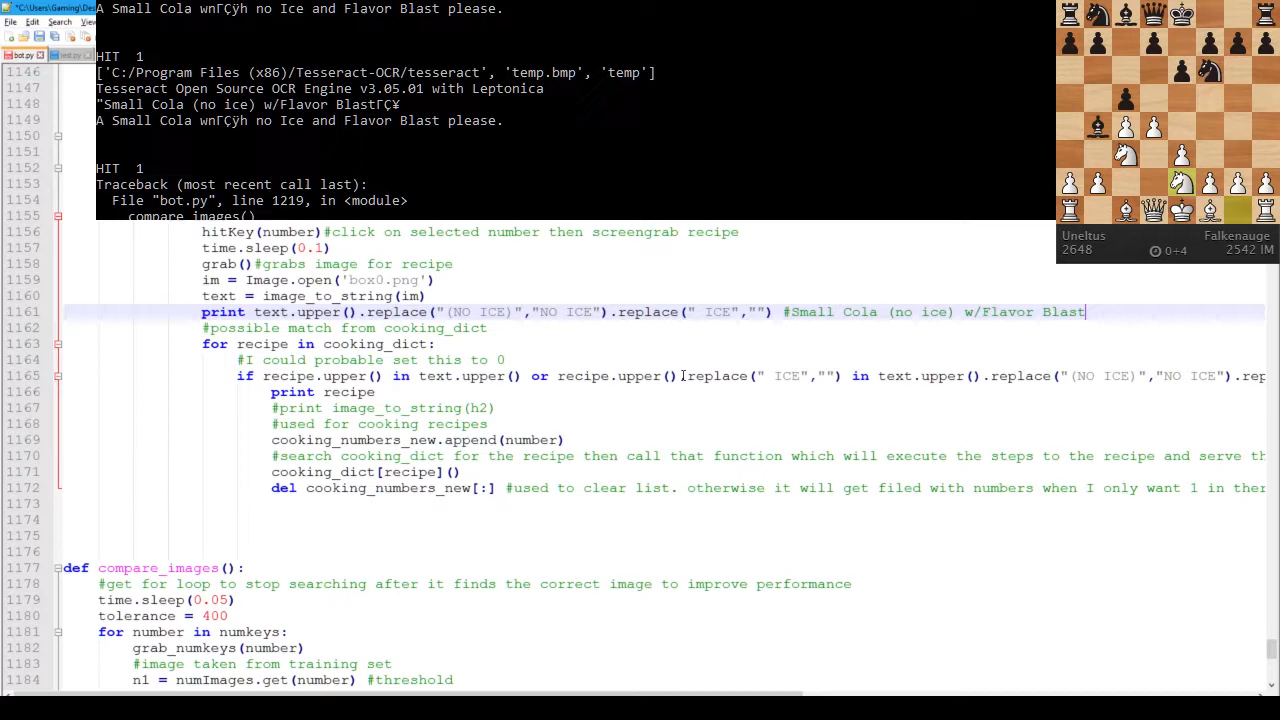 *C:\Users\Gaming\
A Small Cola wnΓÇÿh no Ice and Flavor Blast please.
File Edit Search View
HIT  1
bot.py
['C:/Program Files (x86)/Tesseract-OCR/tesseract', 'temp.bmp', 'temp']
Tesseract Open Source OCR Engine v3.05.01 with Leptonica
"Small Cola (no ice) w/Flavor BlastΓÇ¥
A Small Cola wnΓÇÿh no Ice and Flavor Blast please.
HIT  1
Traceback (most recent call last):
File "bot.py", line 1219, in <module>
compare_images()
1146
1147
1148
1149
1150
1151
1152
1153
1154
1155
1156 hitKey(number)#click on selected number then screengrab recipe
1157 time.sleep(0.1)
1158 grab()#grabs image for recipe
1159 im = Image.open('box0.png')
1160 text = image_to_string(im)
1161 print text.upper().replace("(NO ICE)","NO ICE").replace(" ICE","") #Small Cola (no ice) w/Flavor Blast
1162 #possible match from cooking_dict
1163 for recipe in cooking_dict:
1164 #I could probable set this to 0
1165 if recipe.upper() in text.upper() or recipe.upper().replace(" ICE","") in text.upper().replace("(NO ICE)","NO ICE").rep
1166 print recipe
1167 #print image_to_string(h2)
1168 #used for cooking recipes
1169 cooking_numbers_new.append(number)
1170 #search cooking_dict for the recipe then call that function which will execute the steps to the recipe and serve th
1171 cooking_dict[recipe]()
1172 del cooking_numbers_new[:] #used to clear list. otherwise it will get filed with numbers when I only want 1 in ther
1173
1174
1175
1176
1177 def compare_images():
1178 #get for loop to stop searching after it finds the correct image to improve performance
1179 time.sleep(0.05)
1180 tolerance = 400
1181 for number in numkeys:
1182 grab_numkeys(number)
1183 #image taken from training set
1184 n1 = numImages.get(number) #threshold
Uneltus Falkenauge
2648 0+4 2542 IM